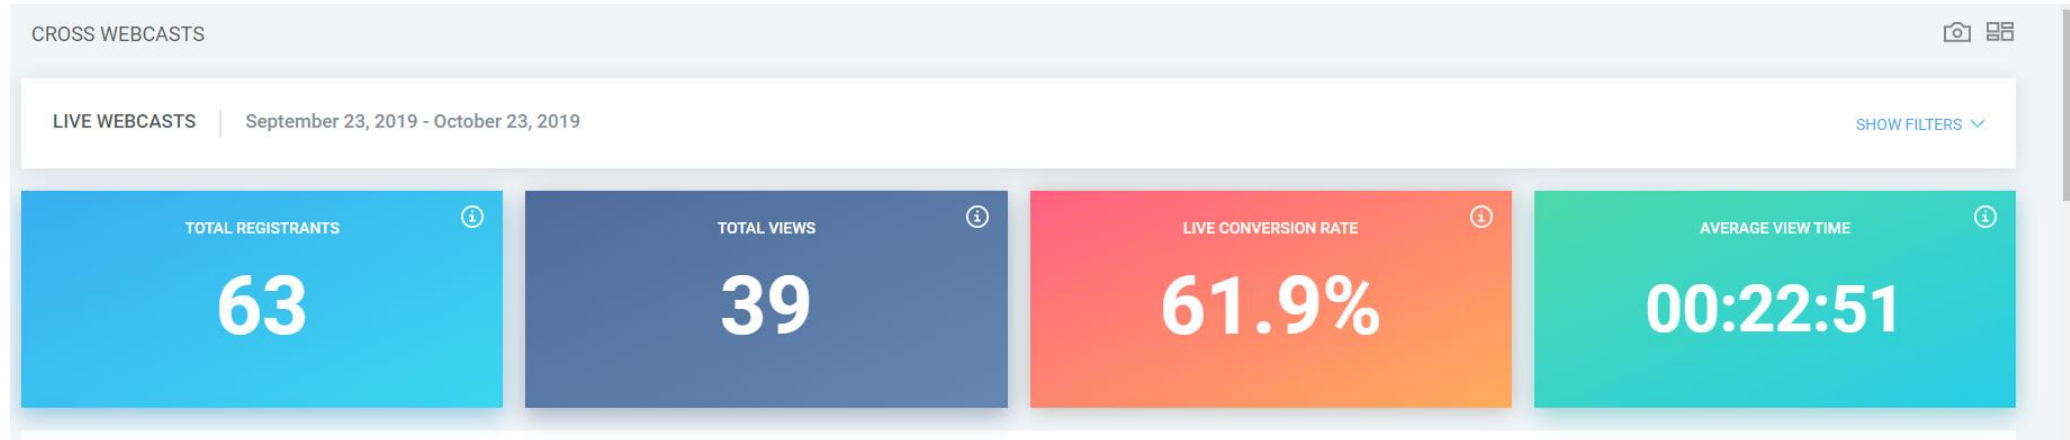 CROSS WEBCASTS
LIVE WEBCASTS
September 23, 2019 - October 23, 2019
SHOW FILTERS
TOTAL REGISTRANTS
63
TOTAL VIEWS
39
LIVE CONVERSION RATE
61.9%
AVERAGE VIEW TIME
00:22:51